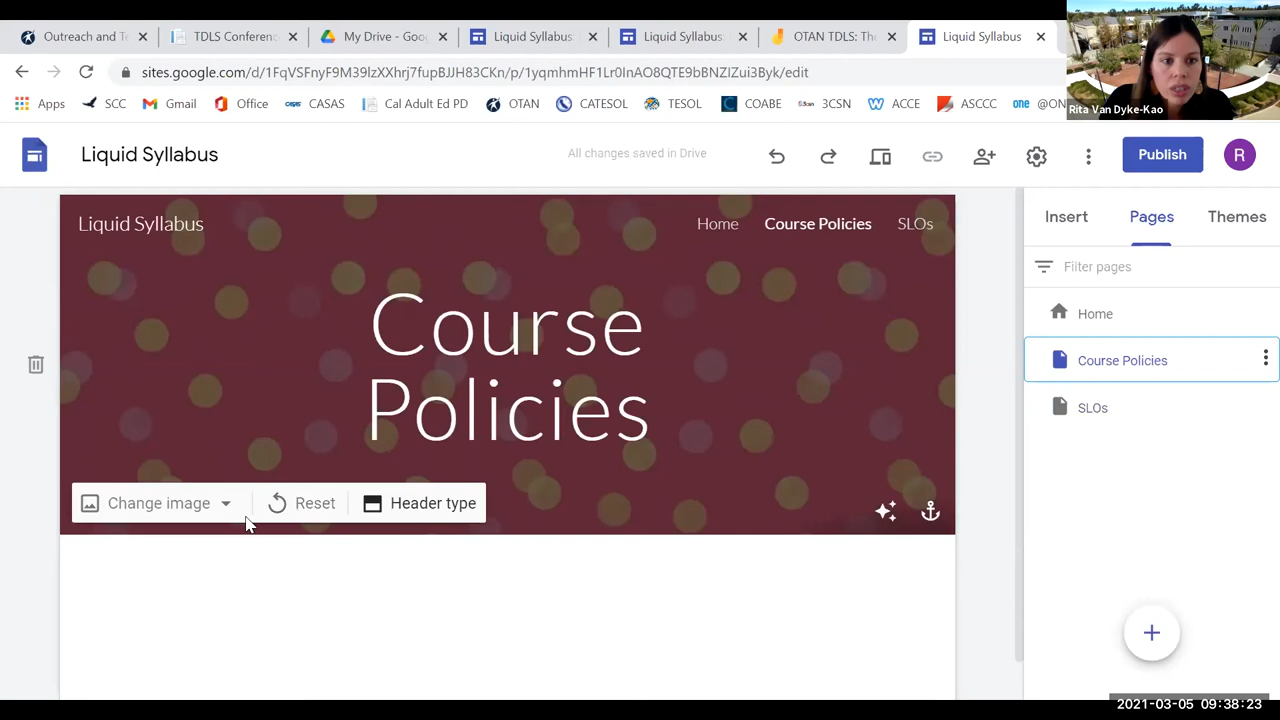 Outreach and Te
TDLS Conferenc
My Drive - Goo
Liquid Syllabus
Liquid Syllabus
OTAN TDLS: The
Liquid Syllabus
sites.google.com/d/1FqVSFnyF9M39IzXXhrj7fupBJJH83CKn/p/1yqmhmHF1Lr0InAO8QTE9bBNZIZui3Byk/edit
Rita Van Dyke-Kao
Apps
SCC
Gmail
Office
CASAS
Cal Adult Ed PD
OTAN
CATESOL
TESOL
COABE
3CSN
ACCE
ASCCC
@ON
Liquid Syllabus
All changes saved in Drive
Publish
R
Liquid Syllabus
Home
Course Policies
SLOs
Insert
Pages
Themes
Filter pages
Home
Course Policies
SLOs
Course
Policies
Change image
Reset
Header type
2021-03-05 09:38:23